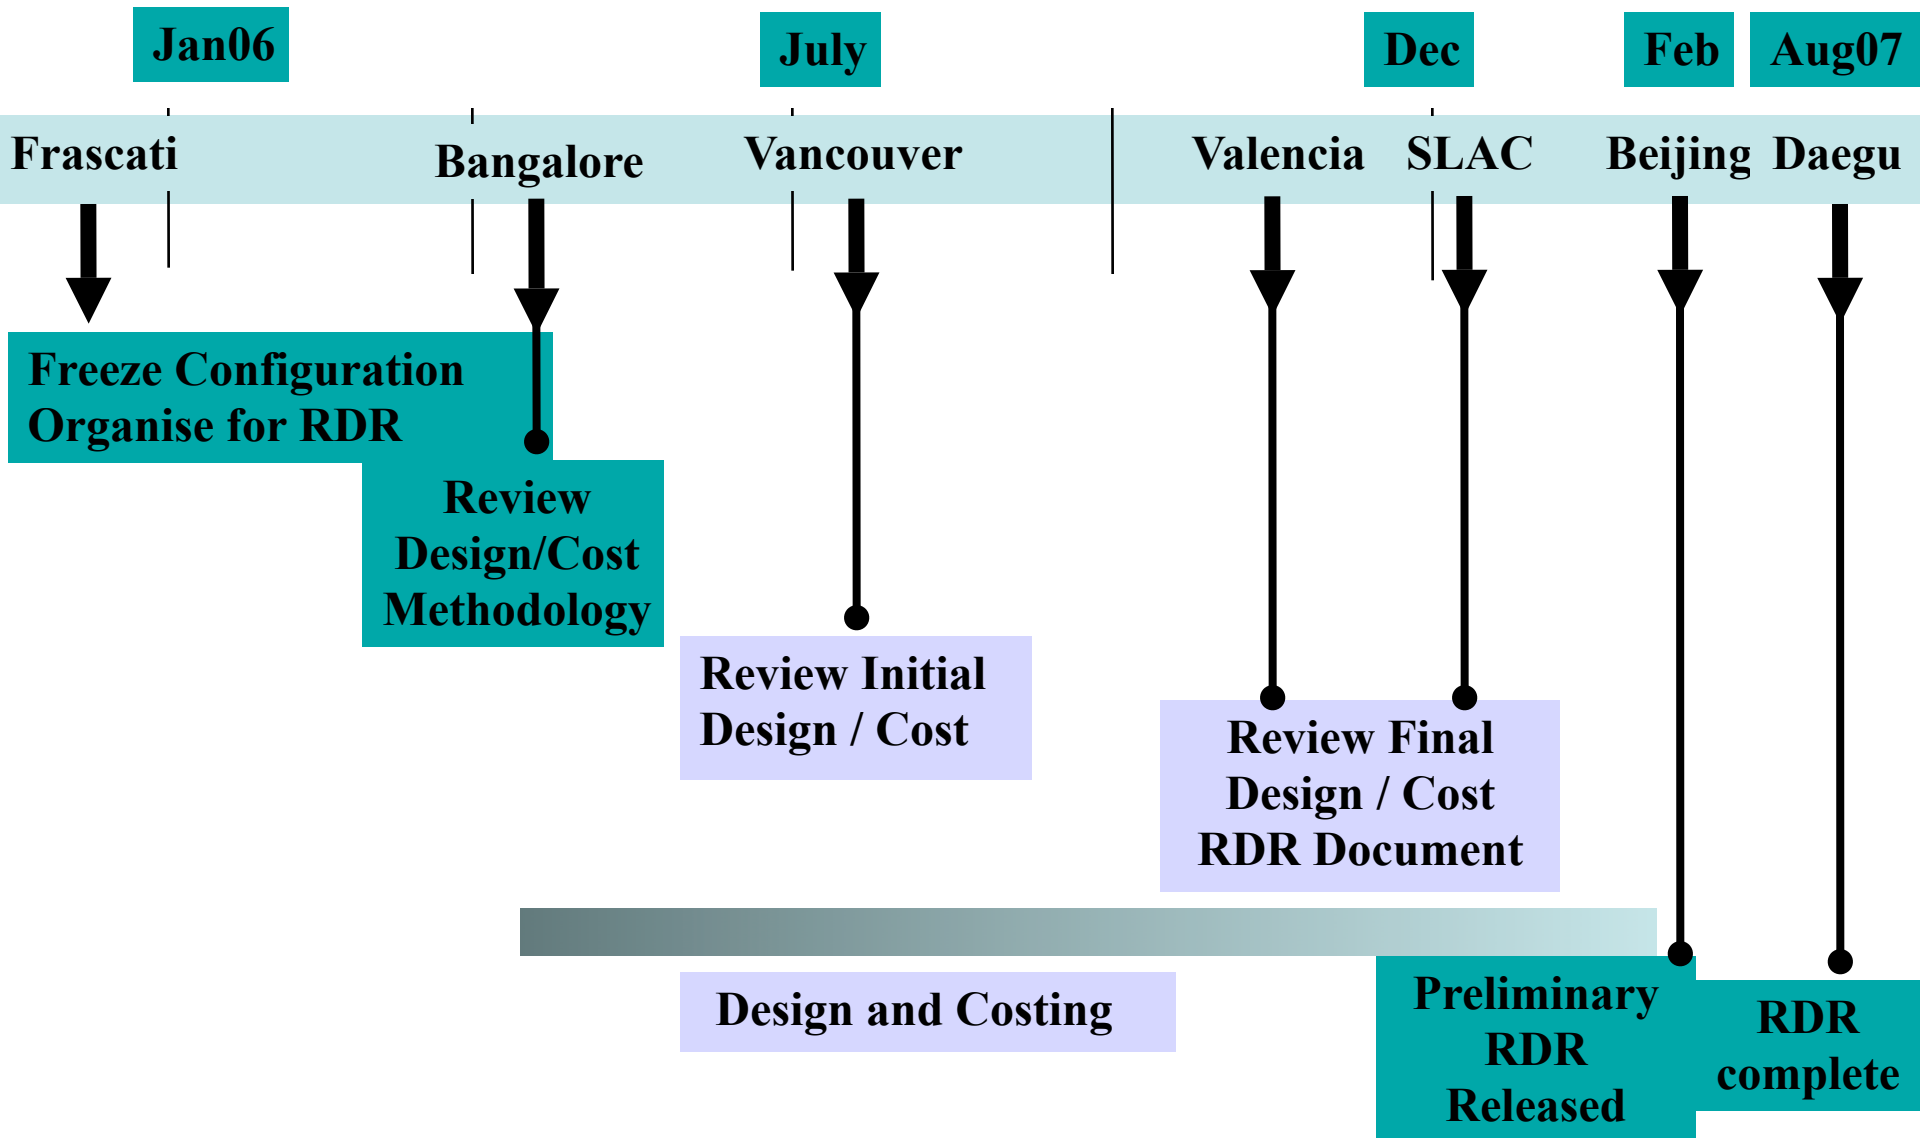 Jan06
July
Dec
Feb
Aug07
Frascati
Bangalore
Vancouver
Valencia
SLAC
Beijing
Daegu
Freeze Configuration
Organise for RDR
Review
Design/Cost
Methodology
Review Initial
Design / Cost
Review Final
Design / Cost
RDR Document
Design and Costing
Preliminary
RDR
Released
RDR
complete